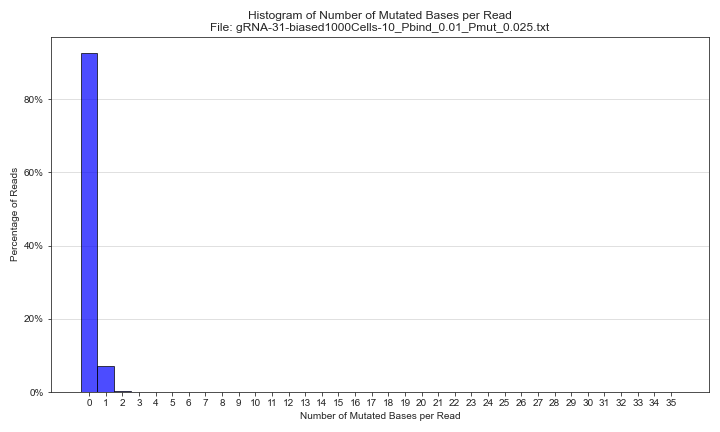 Histogram of Number of Mutated Bases per Read
File: gRNA-31-biased1000Cells-10_Pbind_0.01_Pmut_0.025.txt
80%
60%
40%
20%
0%
Percentage of Reads
0 1 2 3 4 5 6 7 8 9 10 11 12 13 14 15 16 17 18 19 20 21 22 23 24 25 26 27 28 29 30 31 32 33 34 35
Number of Mutated Bases per Read